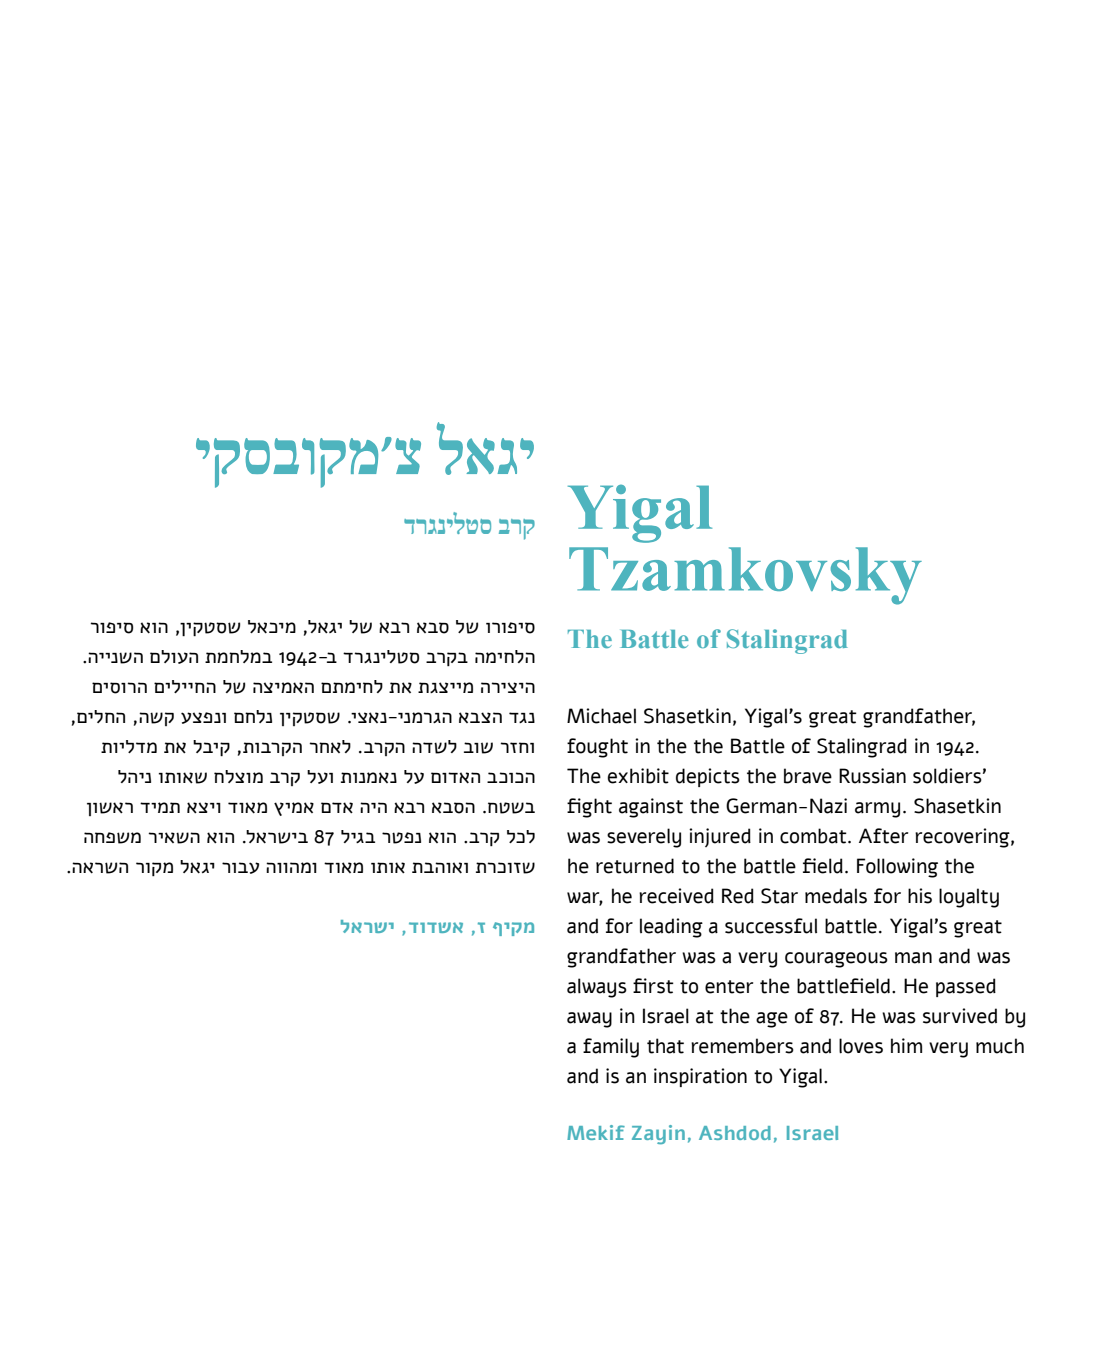 יגאל צ'מקובסקי
קרב סטלינגרד
סיפורו של סבא רבא של יגאל, מיכאל שסטקין, הוא סיפור
הלחימה בקרב סטלינגרד ב-1942 במלחמת העולם השנייה.
היצירה מייצגת את לחימתם האמיצה של החיילים הרוסים
נגד הצבא הגרמני-נאצי. שסטקין נלחם ונפצע קשה, החלים,
וחזר שוב לשדה הקרב. לאחר הקרבות, קיבל את מדליות
הכוכב האדום על נאמנות ועל קרב מוצלח שאותו ניהל
בשטח. הסבא רבא היה אדם אמיץ מאוד ויצא תמיד ראשון
לכל קרב. הוא נפטר בגיל 87 בישראל. הוא השאיר משפחה
שזוכרת ואוהבת אותו מאוד ומהווה עבור יגאל מקור השראה.
מקיף ז, אשדוד, ישראל
Yigal
Tzamkovsky
The Battle of Stalingrad
Michael Shasetkin, Yigal's great grandfather,
fought in the the Battle of Stalingrad in 1942.
The exhibit depicts the brave Russian soldiers'
fight against the German-Nazi army. Shasetkin
was severely injured in combat. After recovering,
he returned to the battle field. Following the
war, he received Red Star medals for his loyalty
and for leading a successful battle. Yigal's great
grandfather was a very courageous man and was
always first to enter the battlefield. He passed
away in Israel at the age of 87. He was survived by
a family that remembers and loves him very much
and is an inspiration to Yigal.
Mekif Zayin, Ashdod, Israel